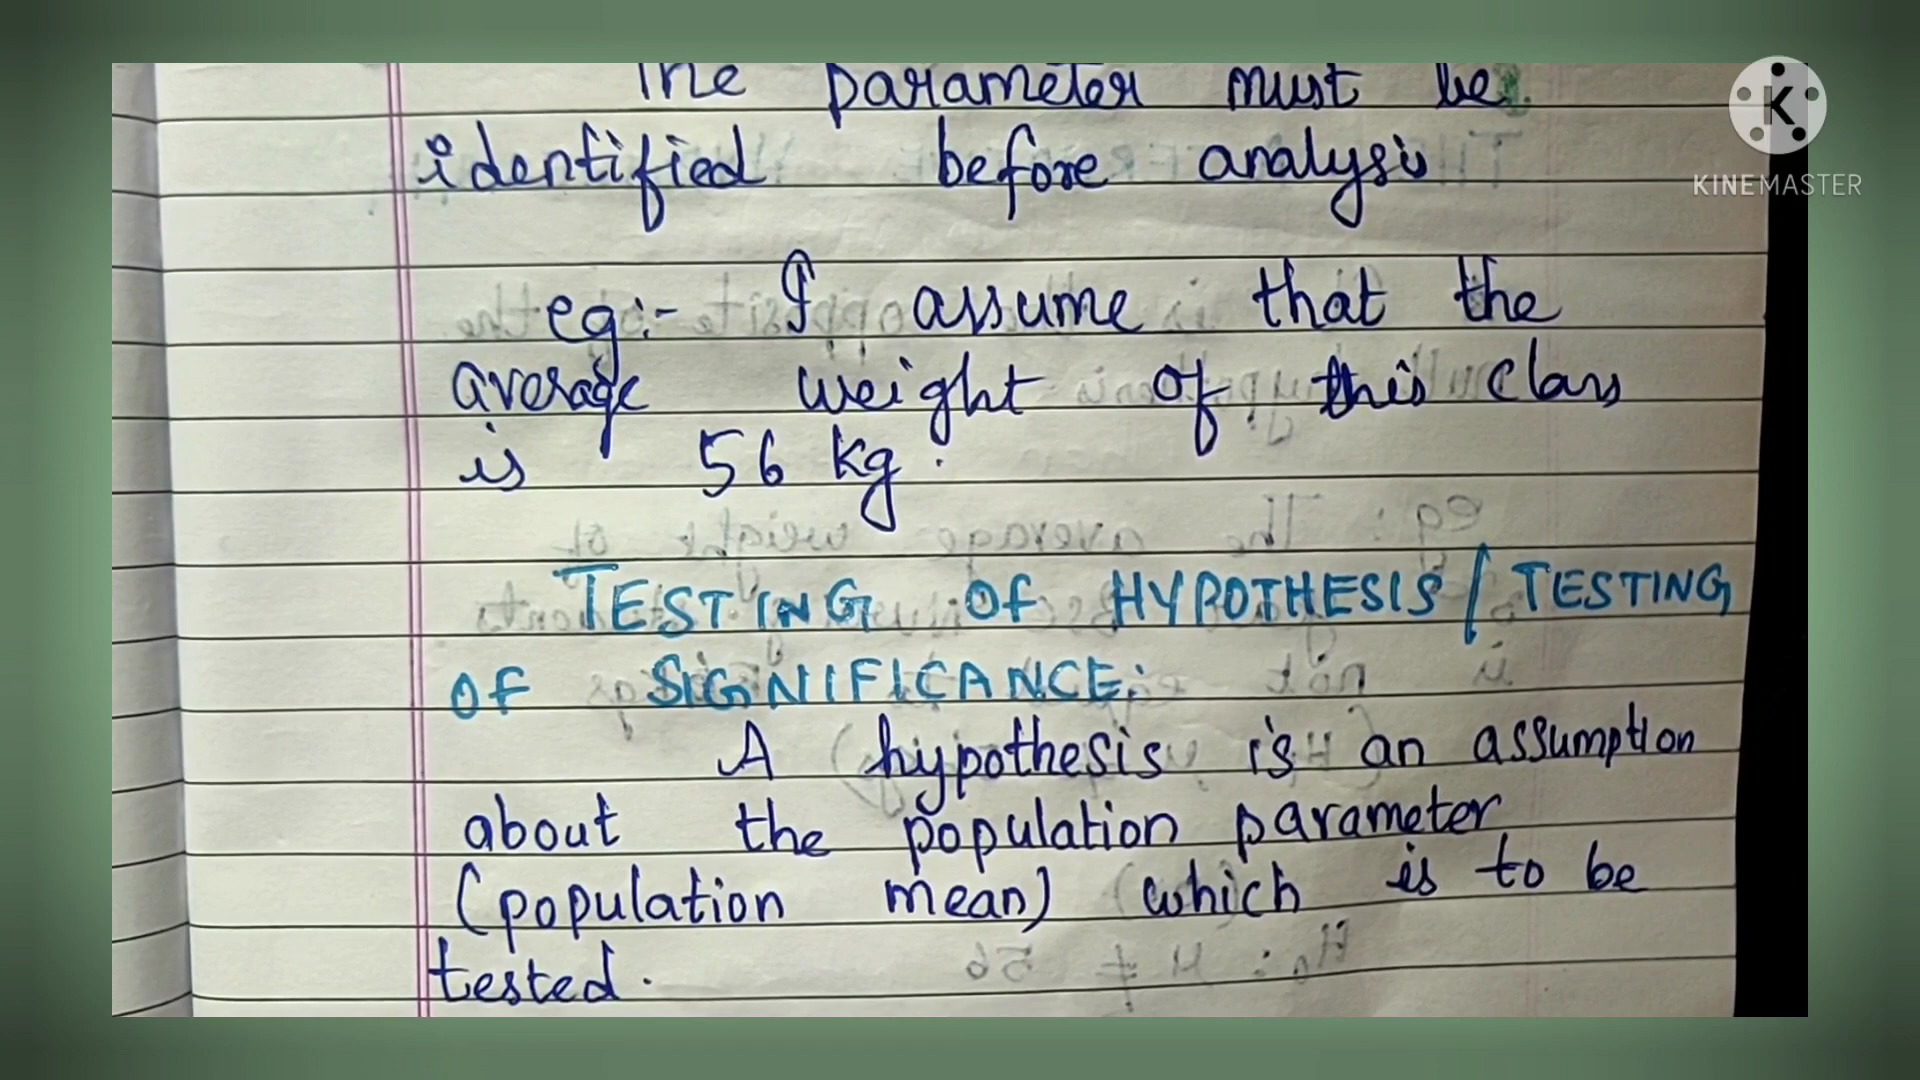 The parameter must be
identified before analysis
eg:- I assume that the
average weight of this class
is 56 kg.
TESTING OF HYPOTHESIS / TESTING
OF SIGNIFICANCE:
A hypothesis is an assumption
about the population parameter
(population mean) which is to be
tested.
K
KINEMASTER